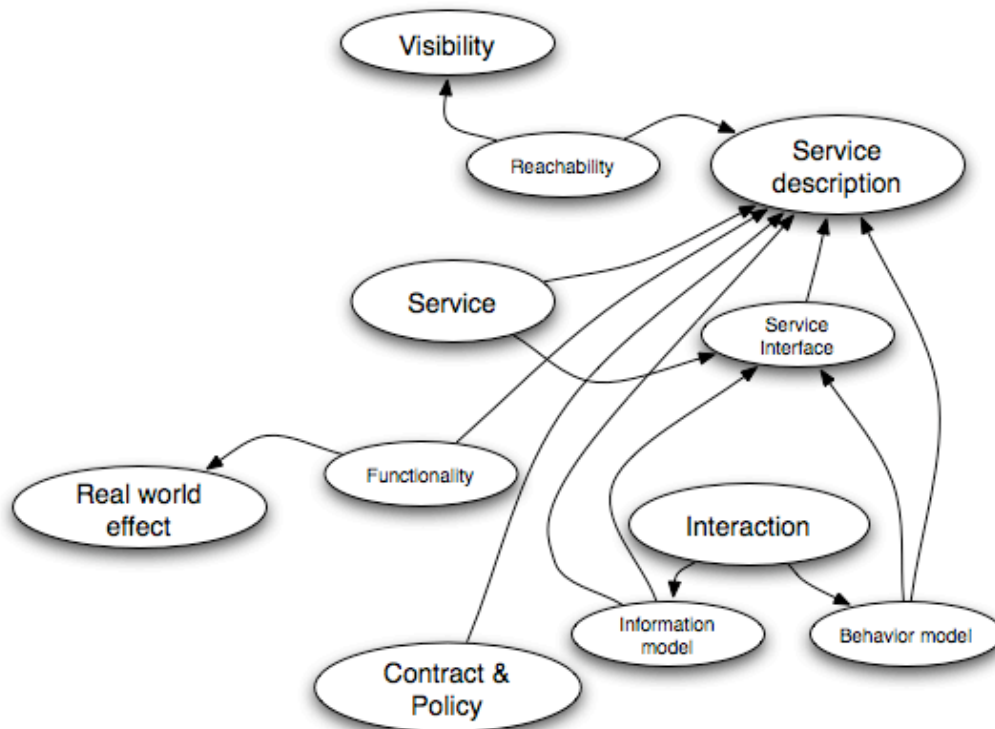 Visibility
Reachability
Service
description
Service
Service
Interface
Functionality
Real world
effect
Interaction
Information
model
Behavior model
Contract &
Policy